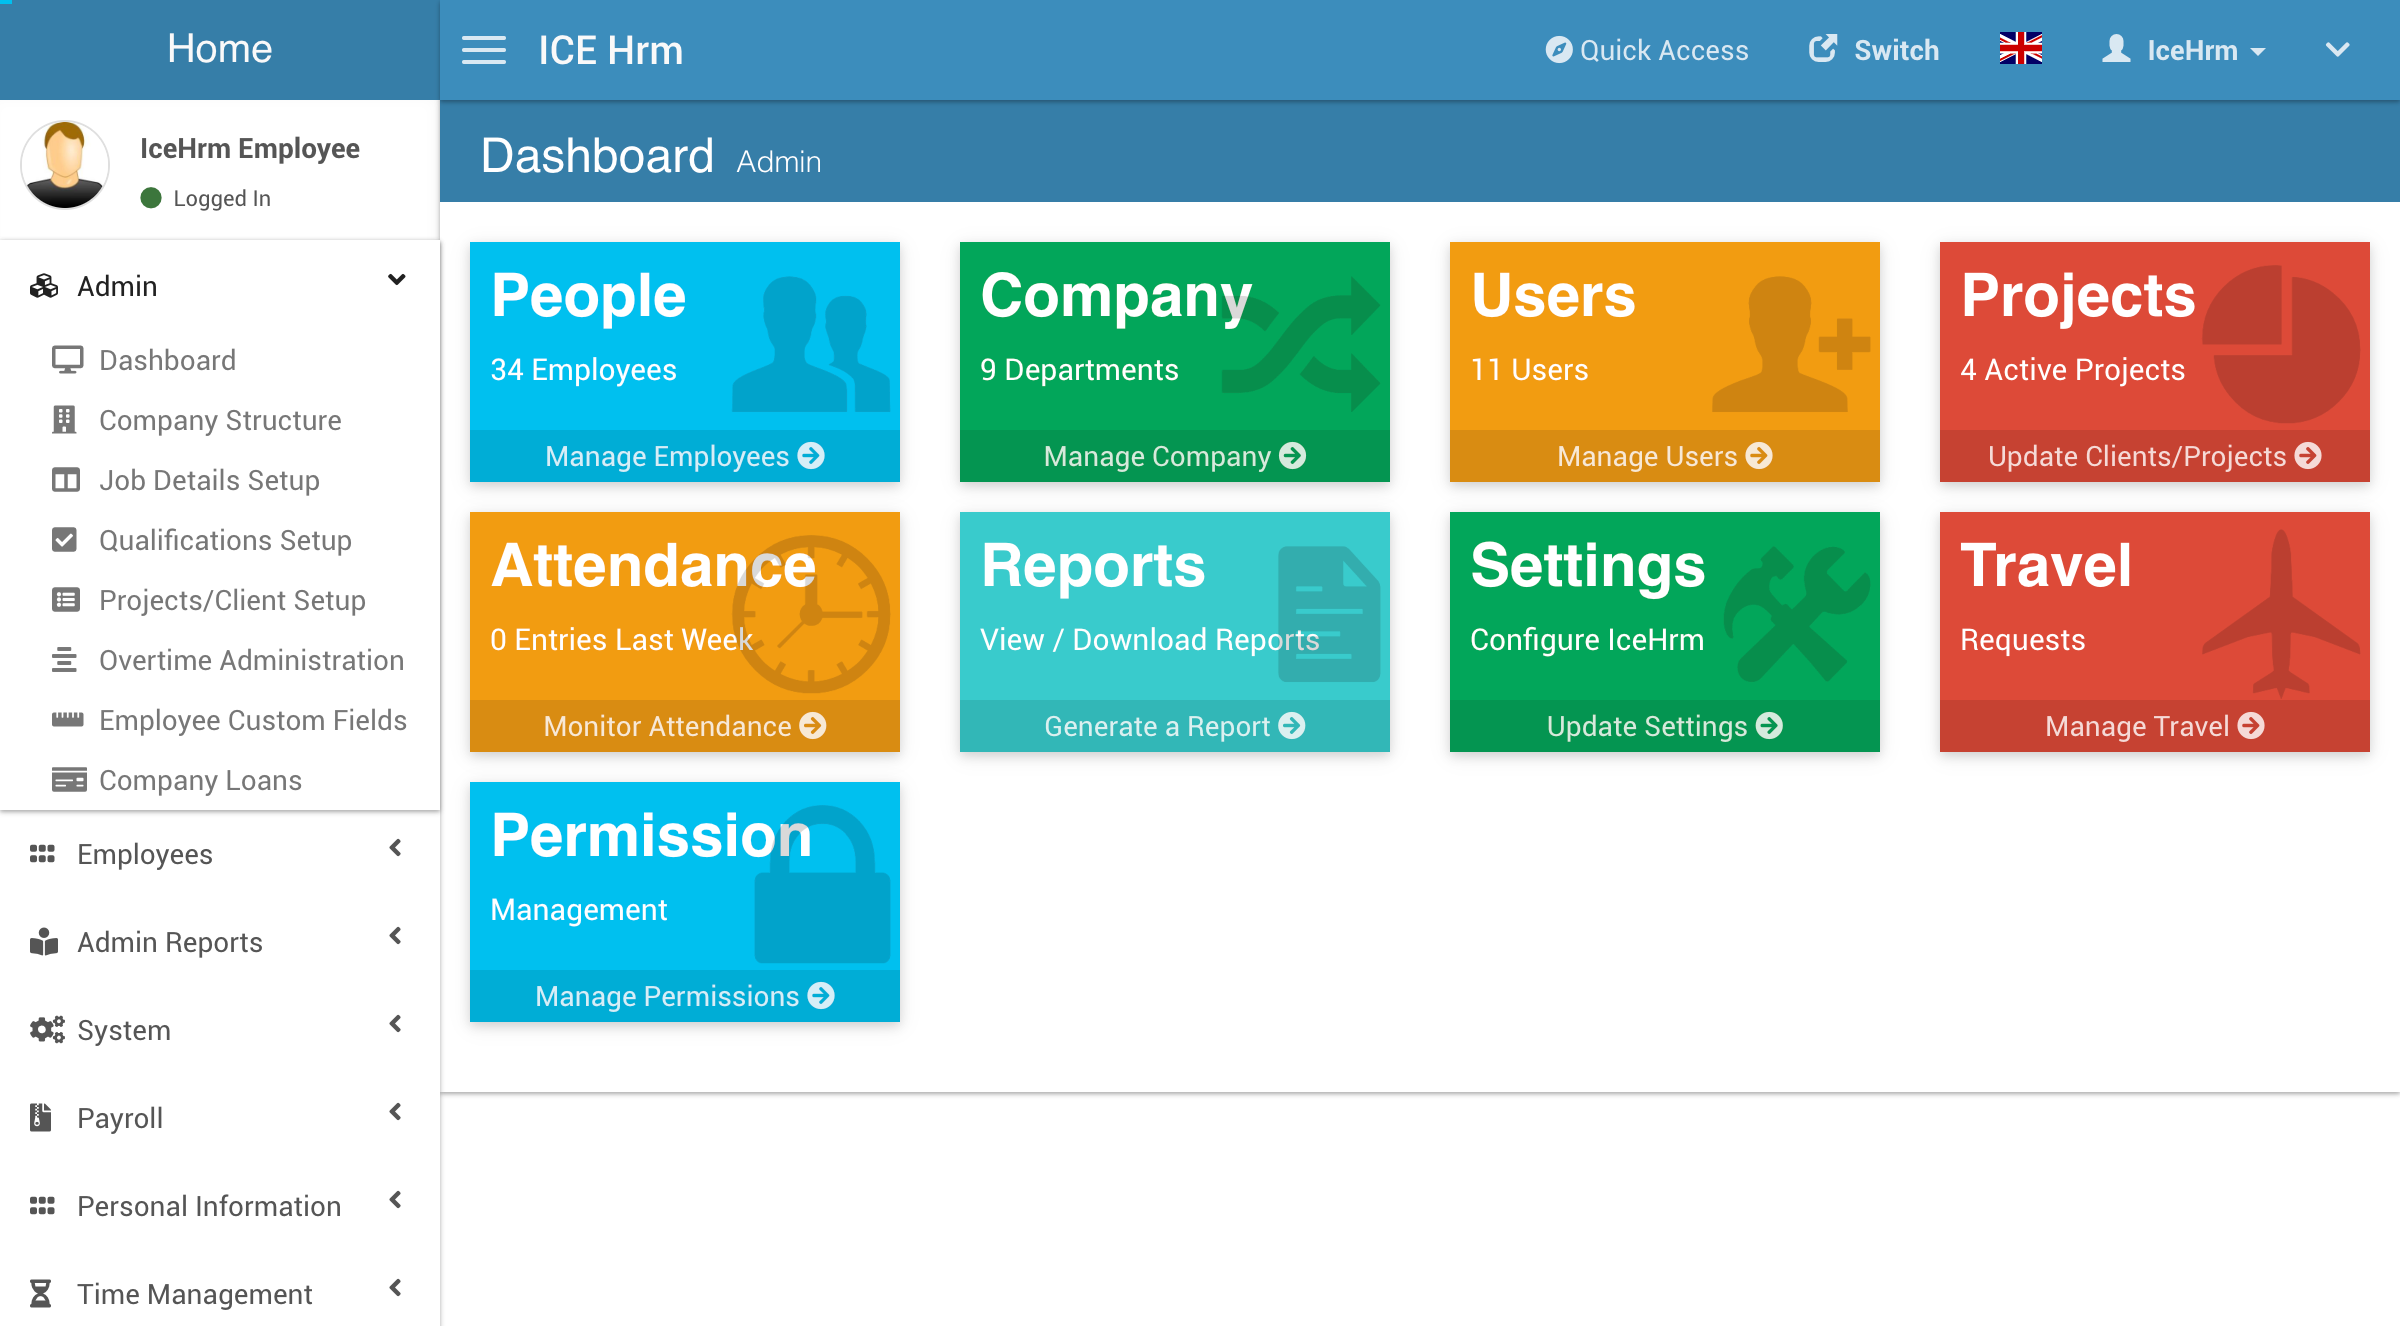 Home
ICE Hrm
Quick Access
Switch
IceHrm
IceHrm Employee
Logged In
Dashboard Admin
Admin
Dashboard
Company Structure
Job Details Setup
Qualifications Setup
Projects/Client Setup
Overtime Administration
Employee Custom Fields
Company Loans
Employees
Admin Reports
System
Payroll
Personal Information
Time Management
People
34 Employees
Manage Employees
Company
9 Departments
Manage Company
Users
11 Users
Manage Users
Projects
4 Active Projects
Update Clients/Projects
Attendance
0 Entries Last Week
Monitor Attendance
Reports
View / Download Reports
Generate a Report
Settings
Configure IceHrm
Update Settings
Travel
Requests
Manage Travel
Permission
Management
Manage Permissions